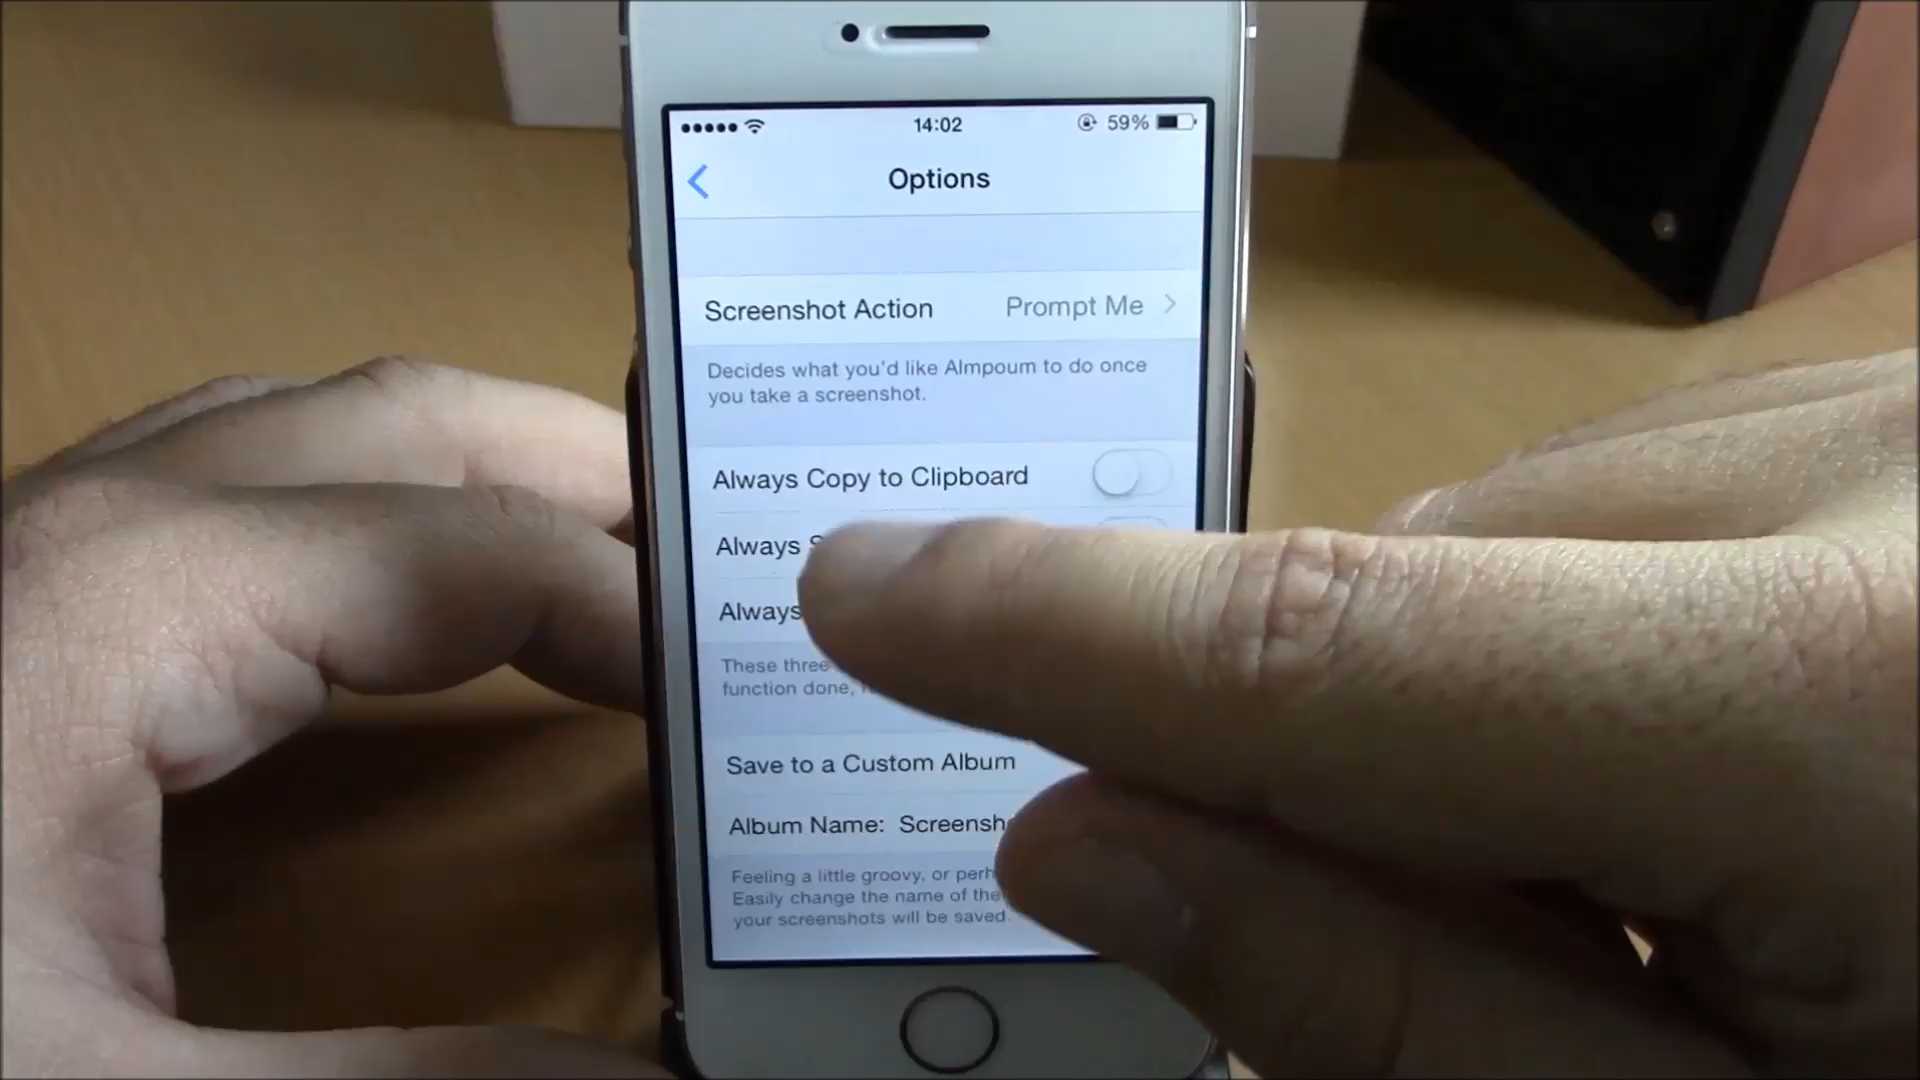 14:02 59%
Options
Screenshot Action Prompt Me
Decides what you'd like Almpoum to do once
you take a screenshot.
Always Copy to Clipboard
Always
Always
These three
function done,
Save to a Custom Album
Album Name:
Feeling a little groovy, or
Easily change the name of the
your screenshots will be saved.